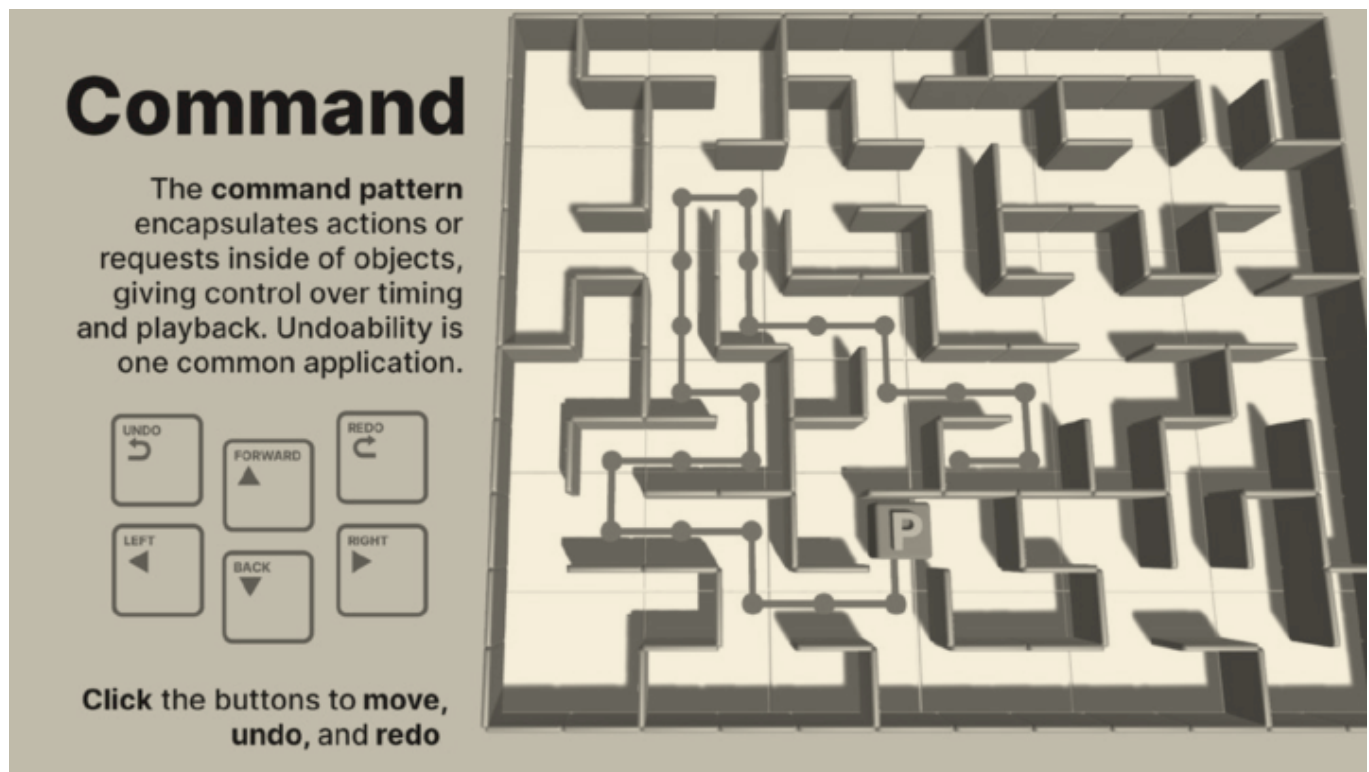 Command
The command pattern
encapsulates actions or
requests inside of objects,
giving control over timing
and playback. Undoability is
one common application.
UNDO
REDO
FORWARD
LEFT
BACK
RIGHT
P
Click the buttons to move,
undo, and redo